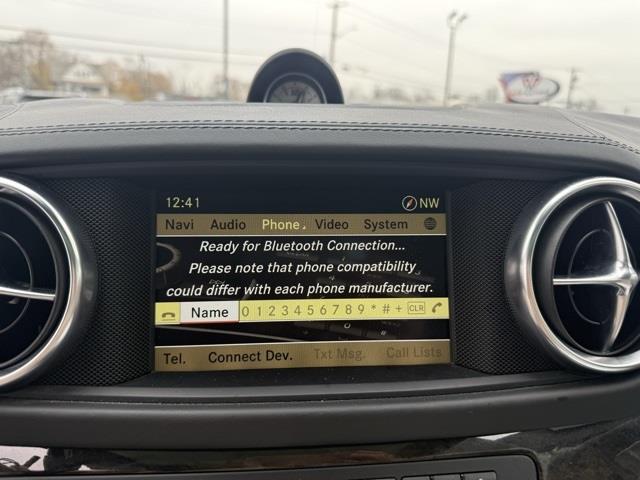 12:41 NW
Navi Audio Phone Video System
Ready for Bluetooth Connection...
Please note that phone compatibility
could differ with each phone manufacturer.
Name 0 1 2 3 4 5 6 7 8 9 * # + CLR
Tel. Connect Dev. Txt Msg. Call Lists